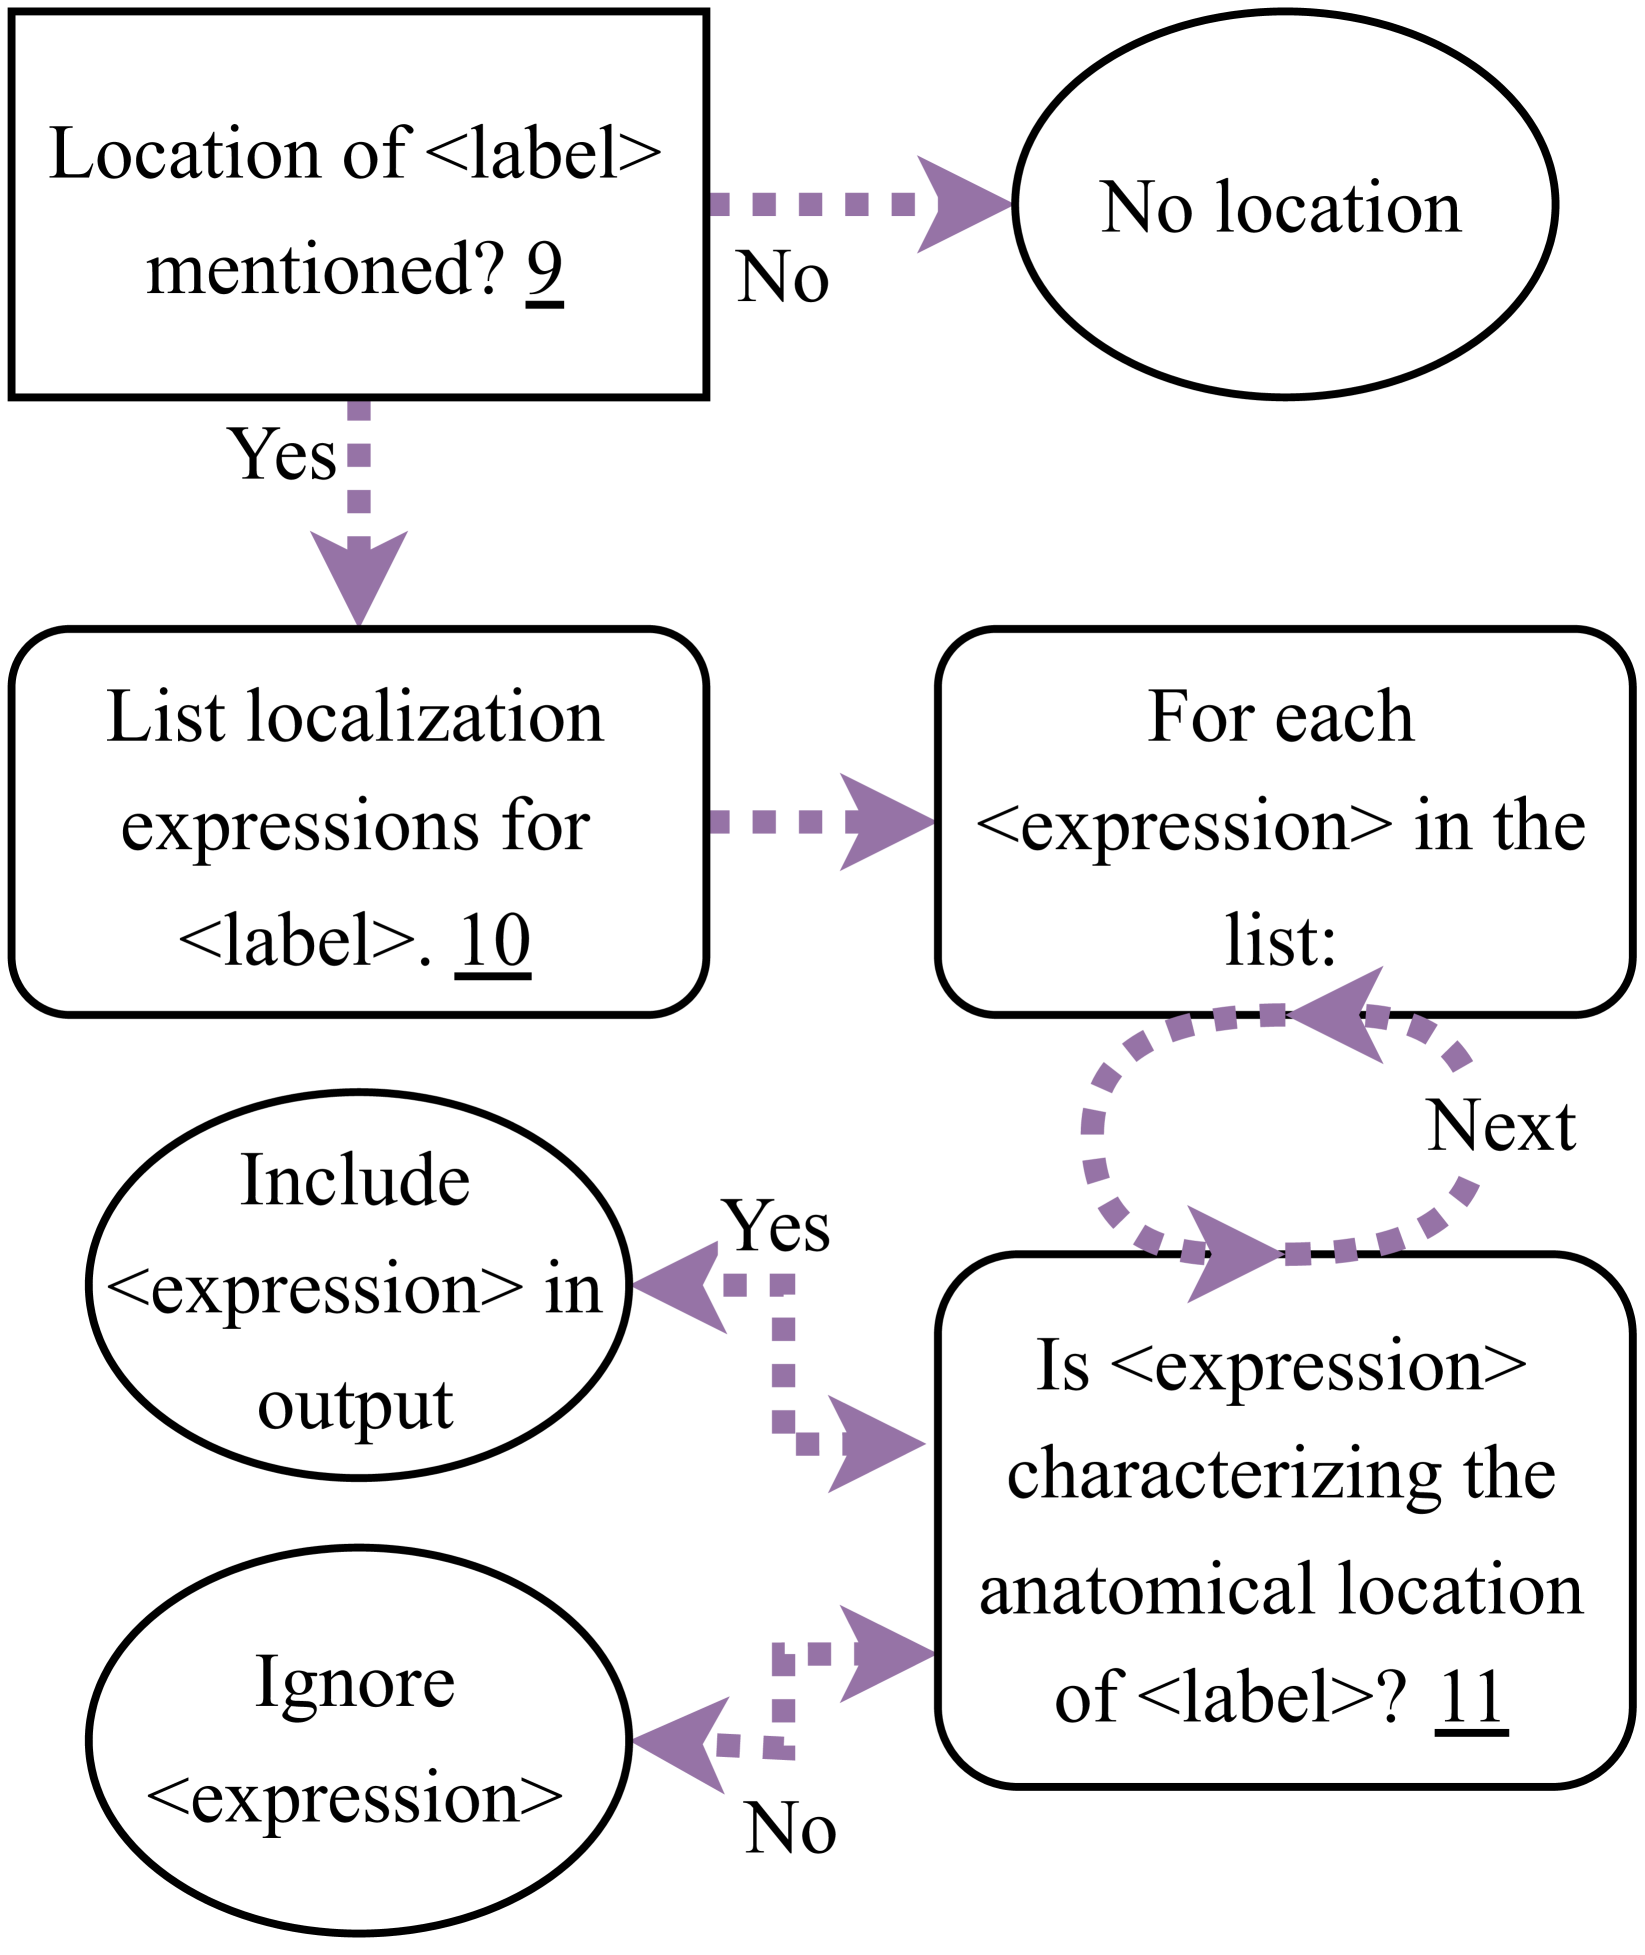 Location of <label>
mentioned? 9
No
No location
Yes
List localization
expressions for
<label>. 10
For each
<expression> in the
list:
Next
Include
<expression> in
output
Yes
Is <expression>
characterizing the
anatomical location
of <label>? 11
Ignore
<expression>
No